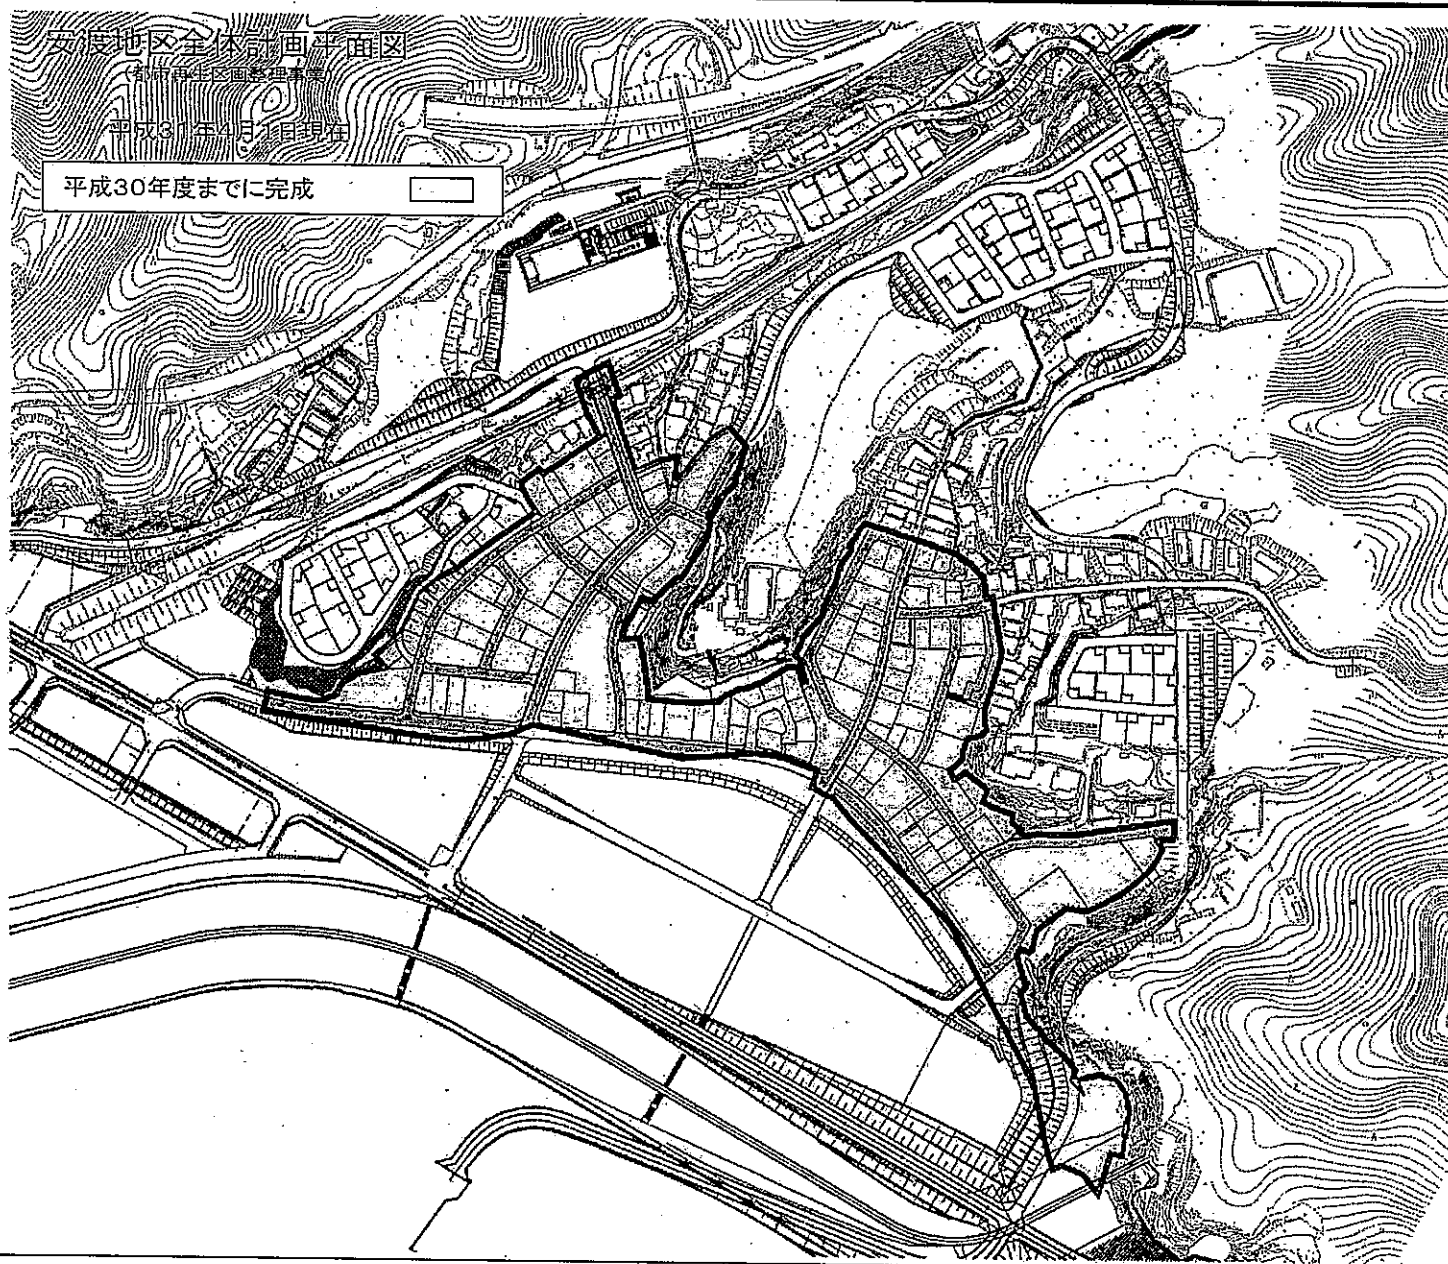 安渡地区全体計画平面図
(都市再生区画整理事業)
平成31年4月1日現在
平成30年度までに完成